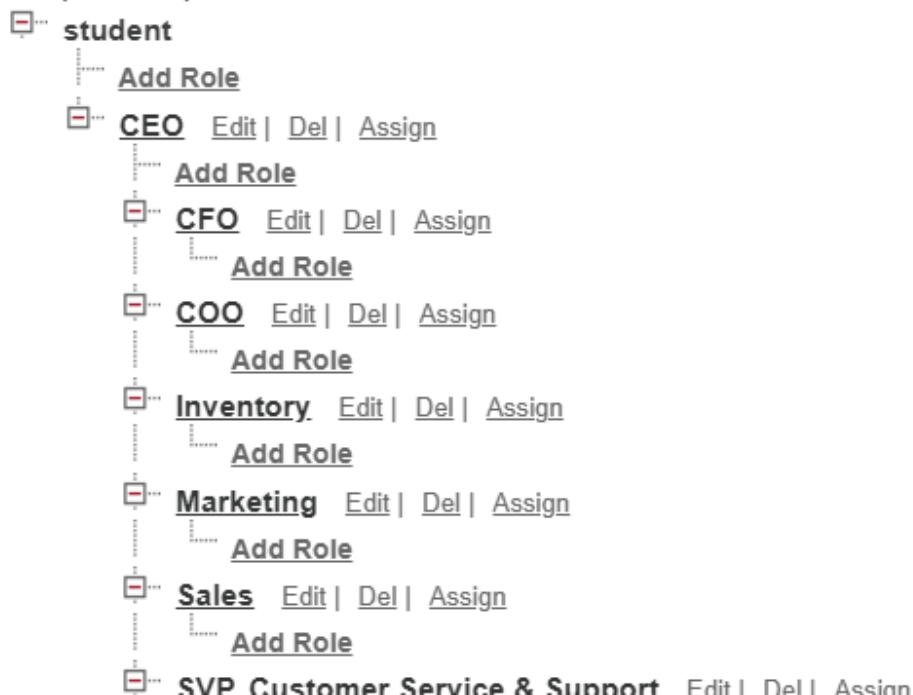 student
Add Role
CEO Edit | Del | Assign
Add Role
CFO Edit | Del | Assign
Add Role
COO Edit | Del | Assign
Add Role
Inventory Edit | Del | Assign
Add Role
Marketing Edit | Del | Assign
Add Role
Sales Edit | Del | Assign
Add Role
SVP, Customer Service & Support Edit | Del | Assign